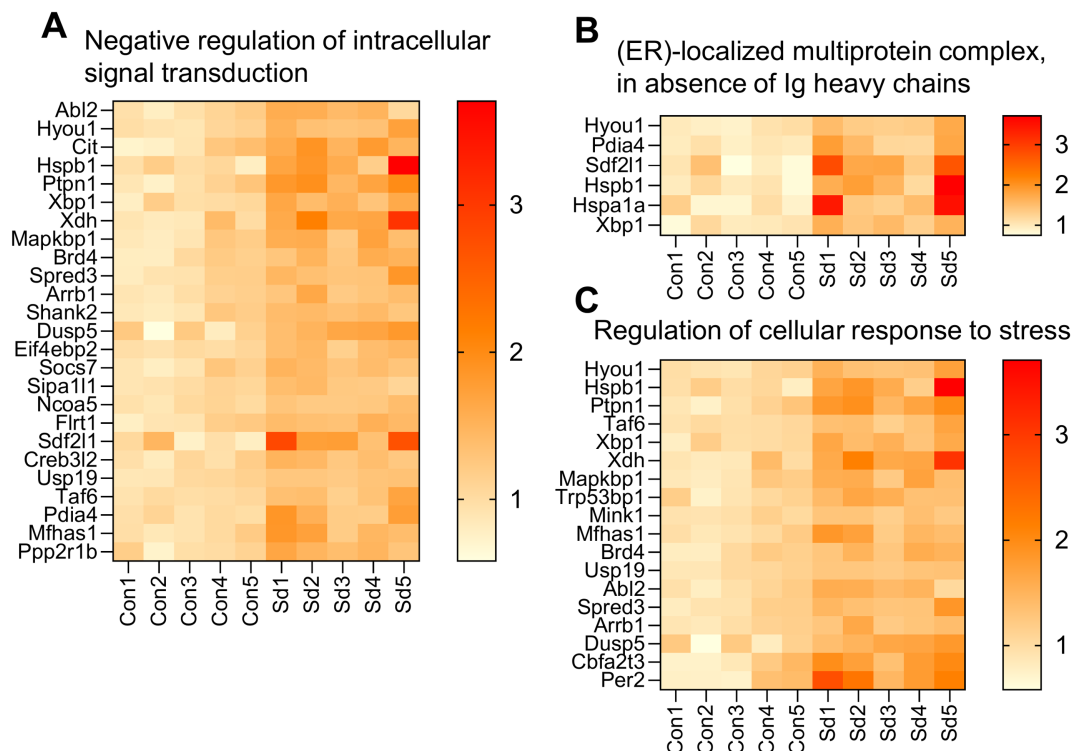 A
Negative regulation of intracellular
signal transduction
Abl2
Hyou1
Cit
Hspb1
Ptpn1
Xbp1
Xdh
Mapkbp1
Brd4
Spred3
Arrb1
Shank2
Dusp5
Eif4ebp2
Socs7
Sipa1l1
Ncoa5
Flrt1
Sdf2l1
Creb3l2
Usp19
Taf6
Pdia4
Mfhas1
Ppp2r1b
Con1 Con2 Con3 Con4 Con5 Sd1 Sd2 Sd3 Sd4 Sd5
3
2
1
B
(ER)-localized multiprotein complex,
in absence of Ig heavy chains
Hyou1
Pdia4
Sdf2l1
Hspb1
Hspa1a
Xbp1
Con1 Con2 Con3 Con4 Con5 Sd1 Sd2 Sd3 Sd4 Sd5
3
2
1
C
Regulation of cellular response to stress
Hyou1
Hspb1
Ptpn1
Taf6
Xbp1
Xdh
Mapkbp1
Trp53bp1
Mink1
Mfhas1
Brd4
Usp19
Abl2
Spred3
Arrb1
Dusp5
Cbfa2t3
Per2
Con1 Con2 Con3 Con4 Con5 Sd1 Sd2 Sd3 Sd4 Sd5
3
2
1